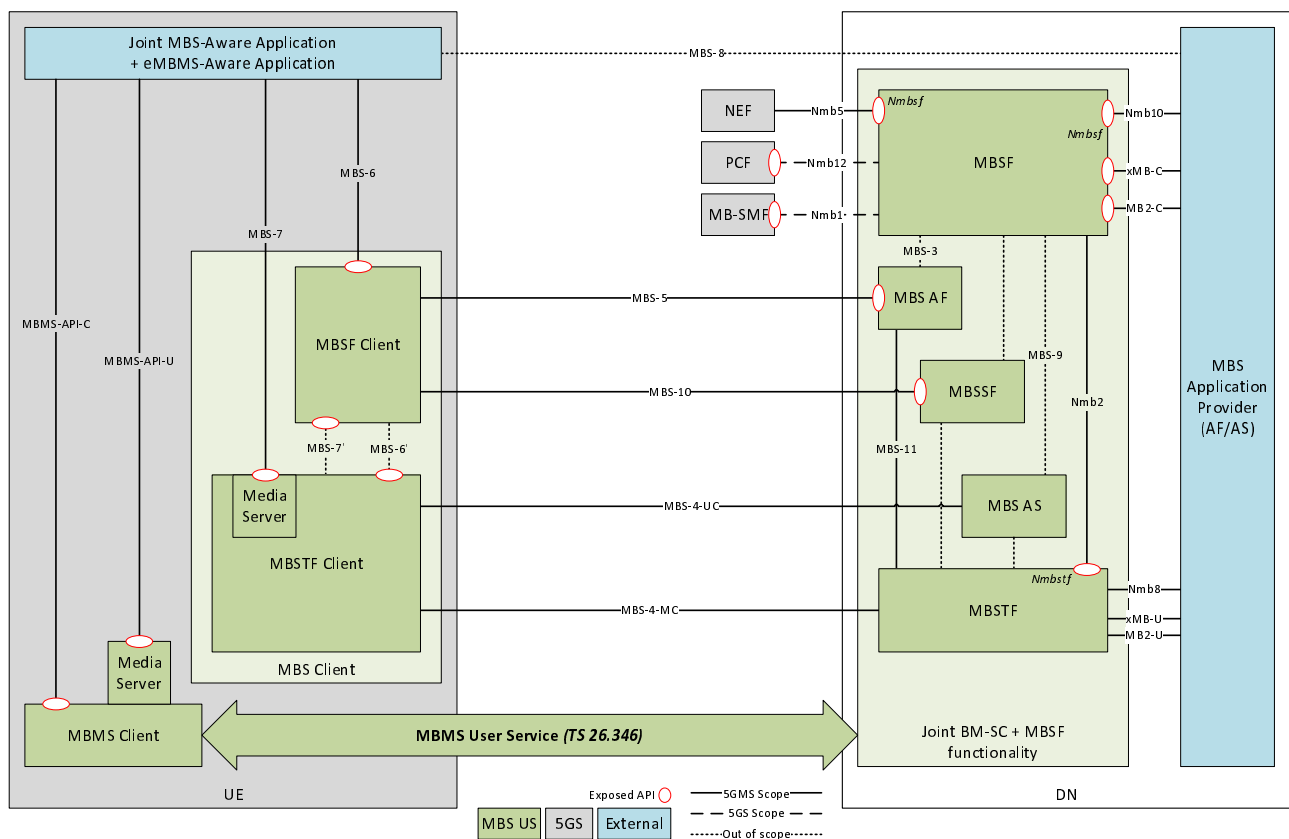 Joint MBS-Aware Application
+ eMBMS-Aware Application
MBS-8
NEF
Nmb5
Nmbsf
Nmb10
Nmbsf
PCF
Nmb12
MBSF
xMB-C
MB-SMF
Nmb1
MB2-C
MBS-6
MBS-7
MBS-3
MBS-5
MBS AF
MBMS-API-C
MBSF Client
MBMS-API-U
MBS-9
MBS
Application
Provider
(AF/AS)
MBS-10
MBSSF
Nmb2
MBS-7'
MBS-6'
MBS-11
Media
Server
MBS-4-UC
MBS AS
MBSTF Client
Nmbstf
Nmb8
MBS-4-MC
MBSTF
xMB-U
MB2-U
Media
Server
MBS Client
MBMS Client
MBMS User Service (TS 26.346)
Joint BM-SC + MBSF
functionality
UE
DN
Exposed API
5GMS Scope
MBS US
5GS
External
5GS Scope
Out of scope